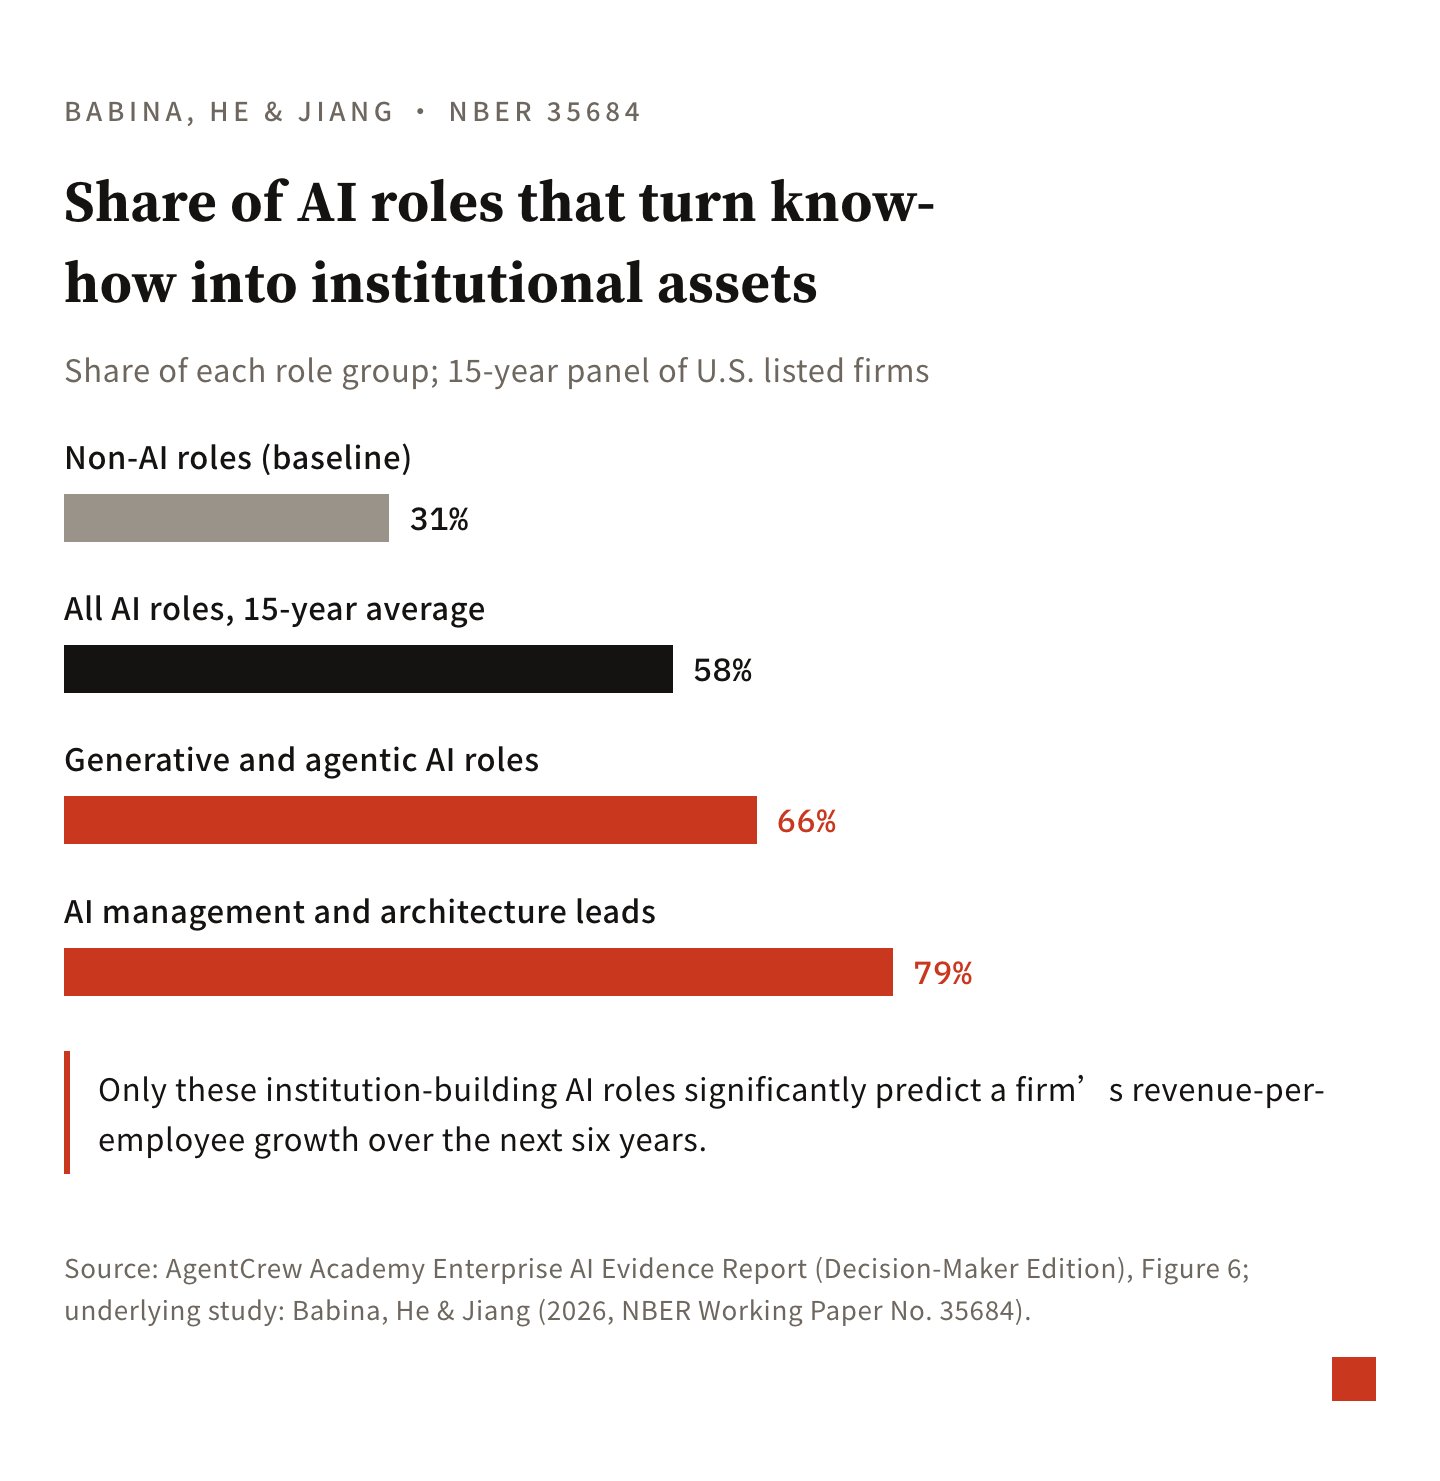 BABINA, HE & JIANG • NBER 35684
Share of AI roles that turn know-
how into institutional assets
Share of each role group; 15-year panel of U.S. listed firms
Non-AI roles (baseline)
31%
All AI roles, 15-year average
58%
Generative and agentic AI roles
66%
AI management and architecture leads
79%
Only these institution-building AI roles significantly predict a firm’s revenue-per-
employee growth over the next six years.
Source: AgentCrew Academy Enterprise AI Evidence Report (Decision-Maker Edition), Figure 6;
underlying study: Babina, He & Jiang (2026, NBER Working Paper No. 35684).